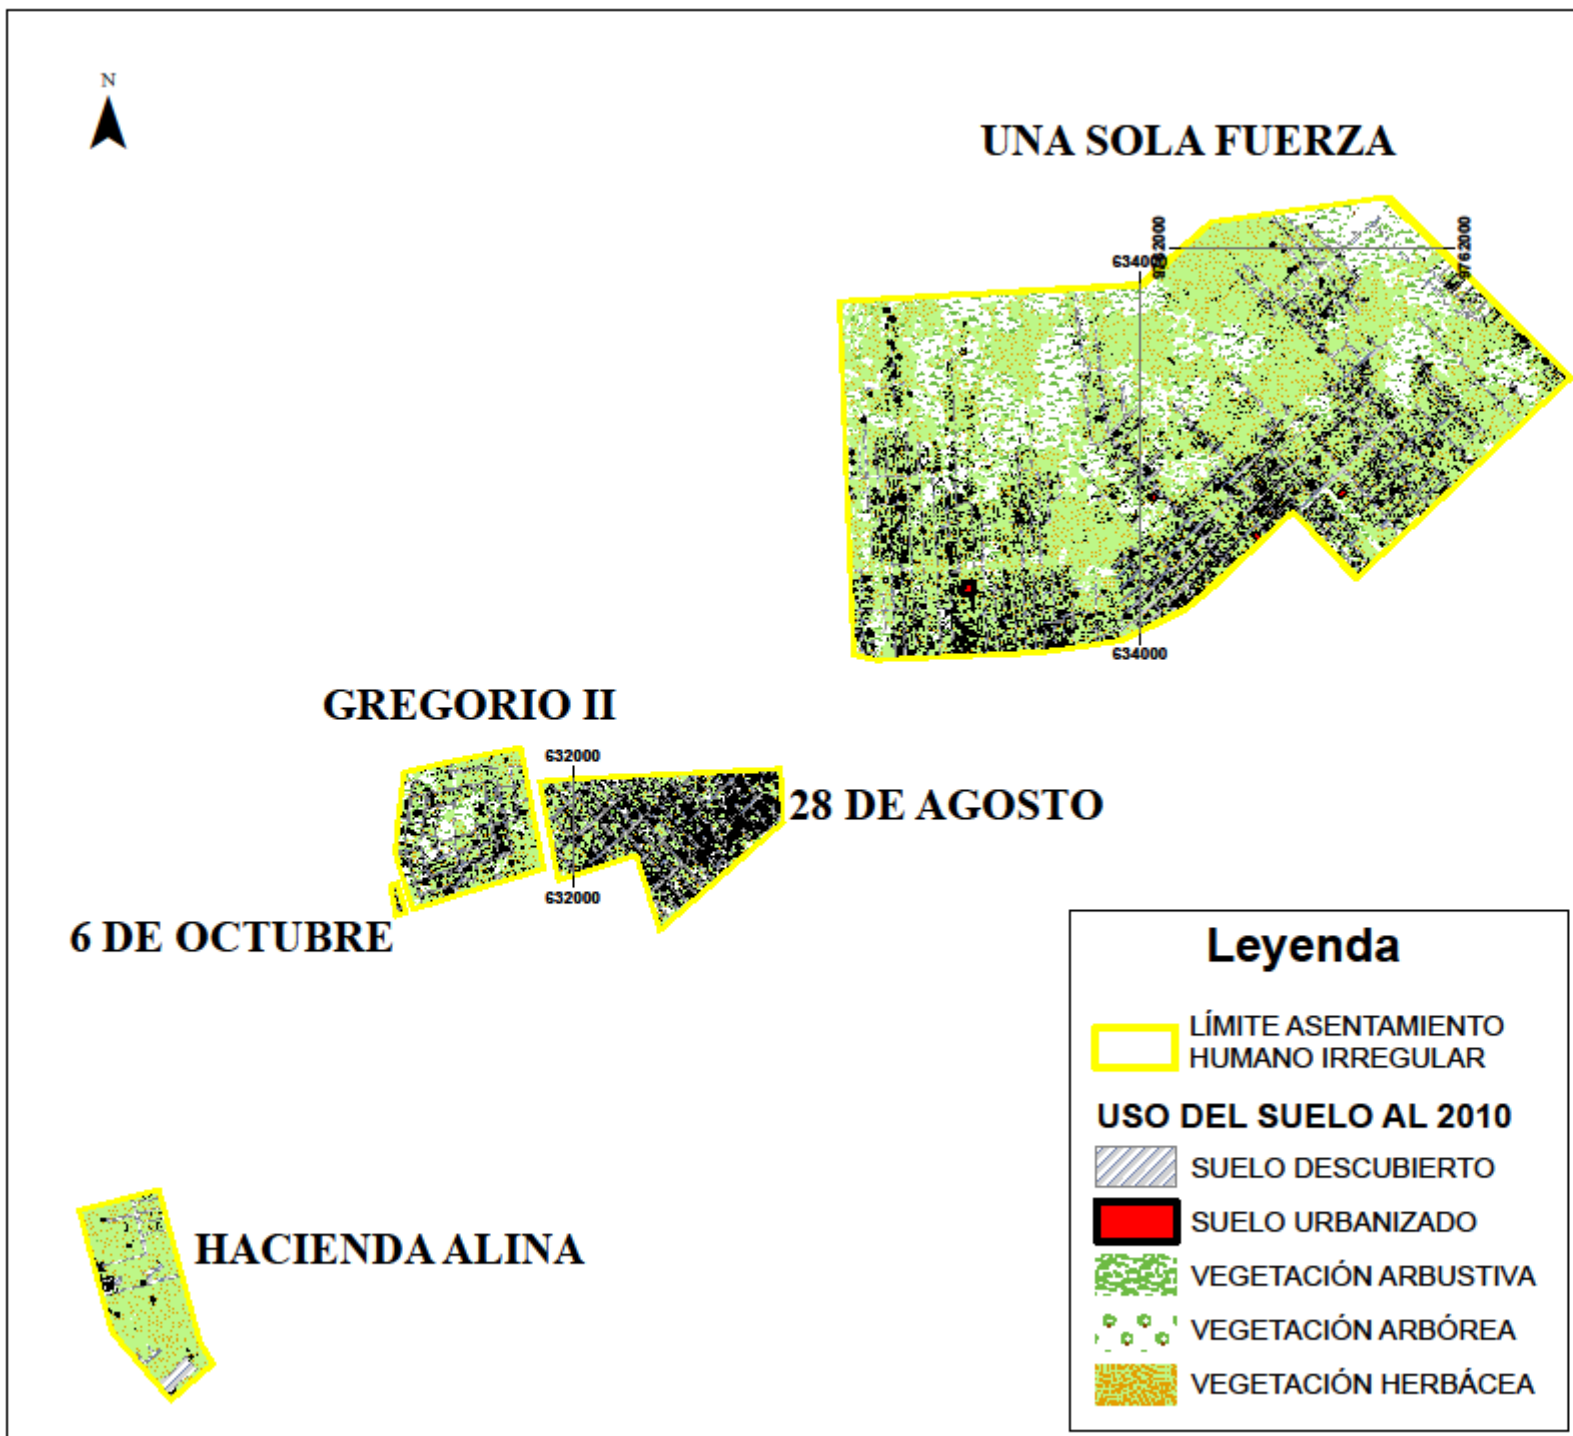 N
UNA SOLA FUERZA
634000
9762000
9762000
634000
GREGORIO II
632000
28 DE AGOSTO
632000
6 DE OCTUBRE
HACIENDA ALINA
Leyenda
LÍMITE ASENTAMIENTO
HUMANO IRREGULAR
USO DEL SUELO AL 2010
SUELO DESCUBIERTO
SUELO URBANIZADO
VEGETACIÓN ARBUSTIVA
VEGETACIÓN ARBÓREA
VEGETACIÓN HERBÁCEA